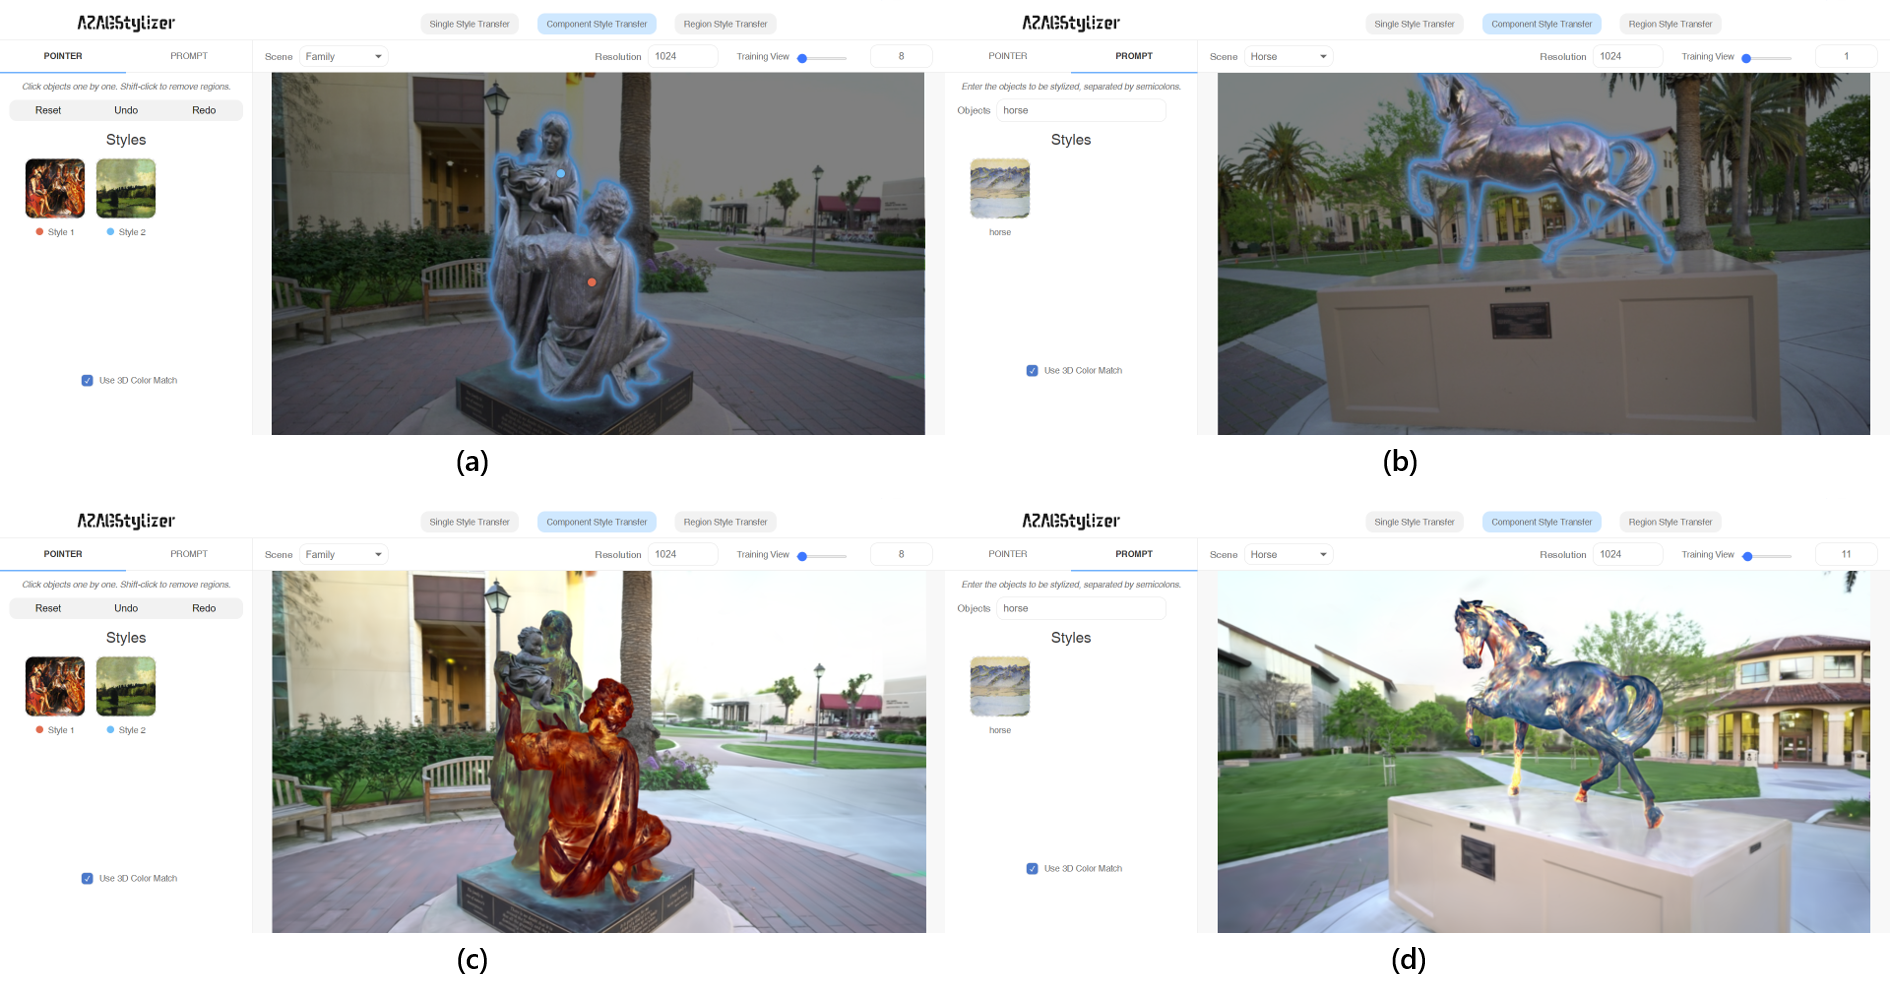 AZAGStylizer
Single Style Transfer
Component Style Transfer
Region Style Transfer
POINTER
PROMPT
Scene
Family
Resolution
1024
Training View
8
Click objects one by one. Shift-click to remove regions.
Reset
Undo
Redo
Styles
Style 1
Style 2
Use 3D Color Match
(a)
AZAGStylizer
Single Style Transfer
Component Style Transfer
Region Style Transfer
POINTER
PROMPT
Scene
Horse
Resolution
1024
Training View
1
Enter the objects to be stylized, separated by semicolons.
Objects
horse
Styles
horse
Use 3D Color Match
(b)
AZAGStylizer
Single Style Transfer
Component Style Transfer
Region Style Transfer
POINTER
PROMPT
Scene
Family
Resolution
1024
Training View
8
Click objects one by one. Shift-click to remove regions.
Reset
Undo
Redo
Styles
Style 1
Style 2
Use 3D Color Match
(c)
AZAGStylizer
Single Style Transfer
Component Style Transfer
Region Style Transfer
POINTER
PROMPT
Scene
Horse
Resolution
1024
Training View
11
Enter the objects to be stylized, separated by semicolons.
Objects
horse
Styles
horse
Use 3D Color Match
(d)